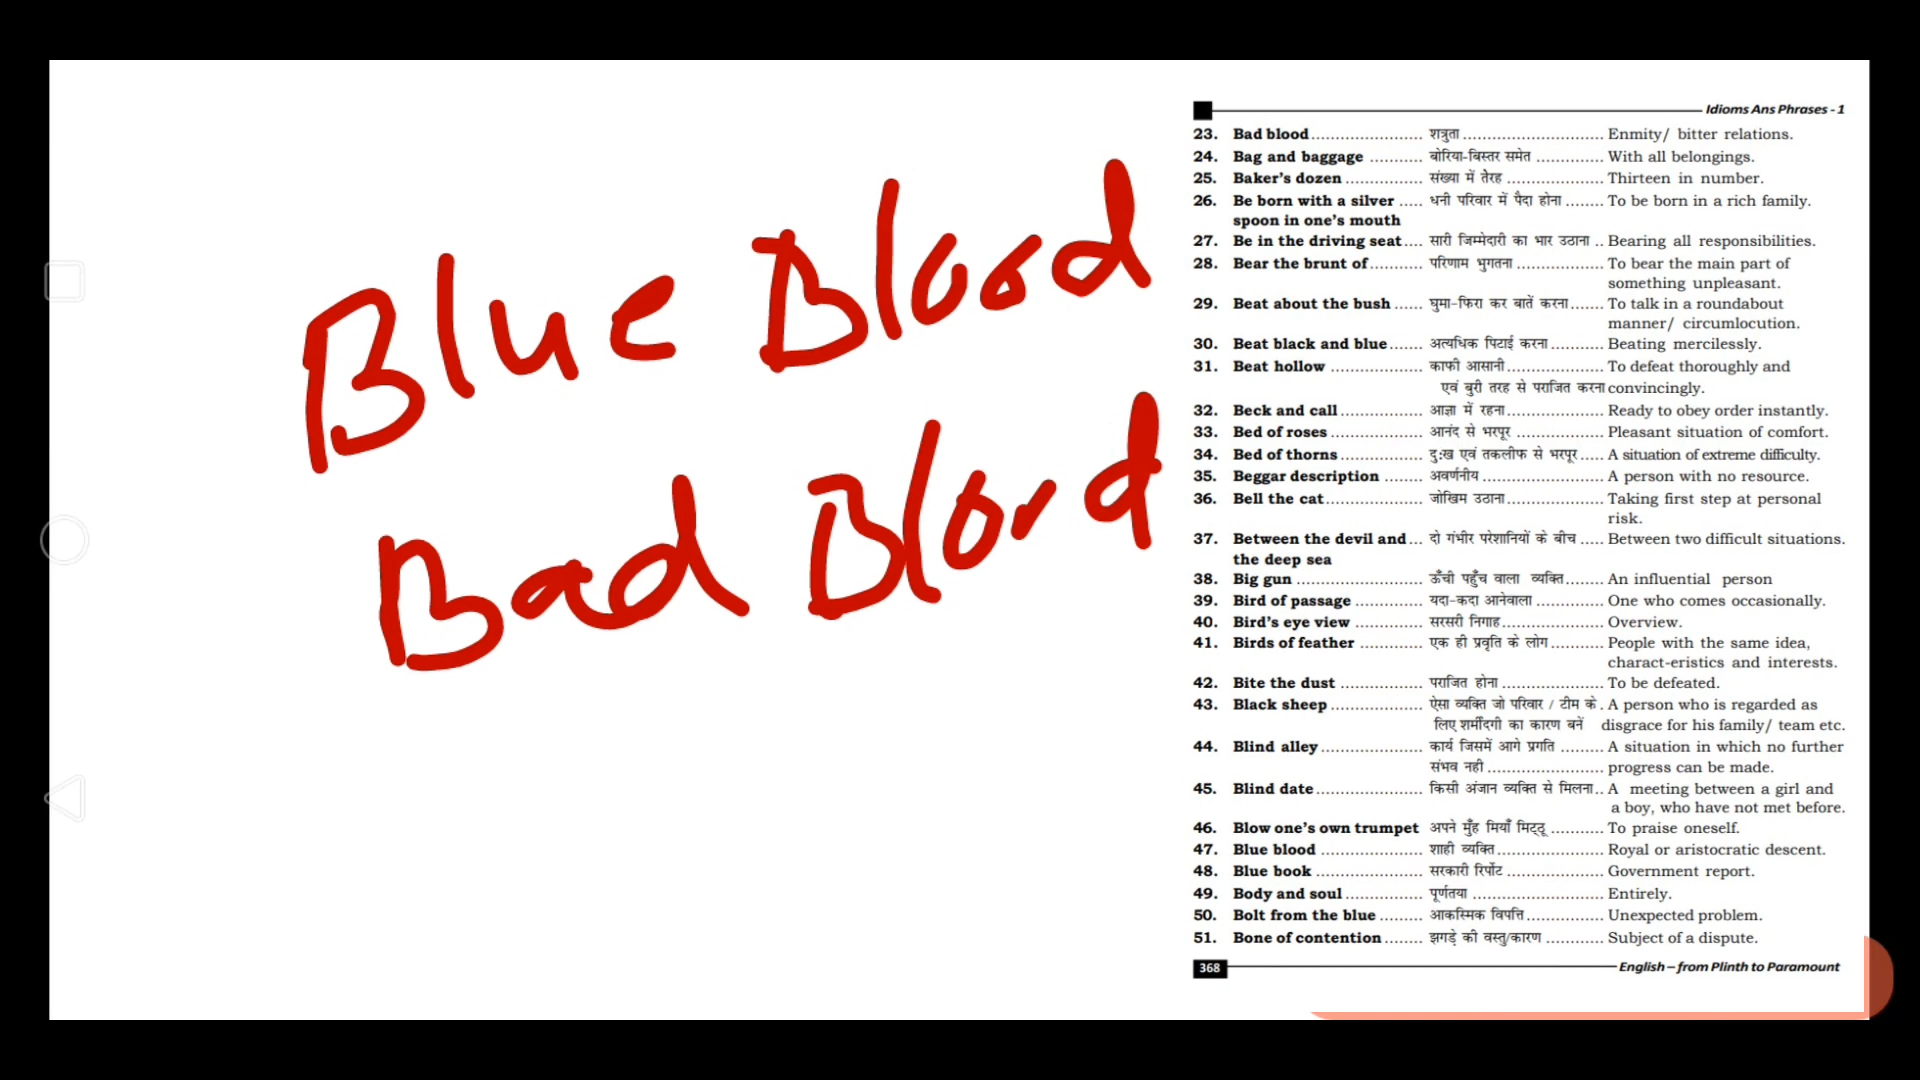 Blue Blood
Bad Blood
Idioms Ans Phrases - 1
23. Bad blood ....................... शत्रुता ............................. Enmity/ bitter relations.
24. Bag and baggage ........... बोरिया-बिस्तर समेत .............. With all belongings.
25. Baker's dozen ................ संख्या में तेरह .................... Thirteen in number.
26. Be born with a silver ..... धनी परिवार में पैदा होना ........ To be born in a rich family.
spoon in one's mouth
27. Be in the driving seat .... सारी जिम्मेदारी का भार उठाना .. Bearing all responsibilities.
28. Bear the brunt of ........... परिणाम भुगतना .................. To bear the main part of
something unpleasant.
29. Beat about the bush ...... घुमा-फिरा कर बातें करना ....... To talk in a roundabout
manner/ circumlocution.
30. Beat black and blue ....... अत्यधिक पिटाई करना ........... Beating mercilessly.
31. Beat hollow ................... काफी आसानी .................... To defeat thoroughly and
एवं बुरी तरह से पराजित करना convincingly.
32. Beck and call ................. आज्ञा में रहना .................... Ready to obey order instantly.
33. Bed of roses ................... आनंद से भरपूर .................. Pleasant situation of comfort.
34. Bed of thorns ................. दु:ख एवं तकलीफ से भरपूर ..... A situation of extreme difficulty.
35. Beggar description ........ अवर्णनीय ......................... A person with no resource.
36. Bell the cat .................... जोखिम उठाना .................... Taking first step at personal
risk.
37. Between the devil and ... दो गंभीर परेशानियों के बीच ..... Between two difficult situations.
the deep sea
38. Big gun .......................... ऊँची पहुँच वाला व्यक्ति ........ An influential person
39. Bird of passage .............. यदा-कदा आनेवाला .............. One who comes occasionally.
40. Bird's eye view .............. सरसरी निगाह ..................... Overview.
41. Birds of feather ............. एक ही प्रवृति के लोग ........... People with the same idea,
charact-eristics and interests.
42. Bite the dust ................. पराजित होना ..................... To be defeated.
43. Black sheep ................... ऐसा व्यक्ति जो परिवार / टीम के . A person who is regarded as
लिए शर्मींदगी का कारण बनें disgrace for his family/ team etc.
44. Blind alley ..................... कार्य जिसमें आगे प्रगति ......... A situation in which no further
संभव नही ........................ progress can be made.
45. Blind date ...................... किसी अंजान व्यक्ति से मिलना .. A meeting between a girl and
a boy, who have not met before.
46. Blow one's own trumpet अपने मुँह मियाँ मिट्ठू ........... To praise oneself.
47. Blue blood ..................... शाही व्यक्ति ...................... Royal or aristocratic descent.
48. Blue book ...................... सरकारी रिर्पोट .................... Government report.
49. Body and soul ................ पूर्णतया ........................... Entirely.
50. Bolt from the blue ......... आकस्मिक विपत्ति ................ Unexpected problem.
51. Bone of contention ........ झगड़े की वस्तु/कारण ............ Subject of a dispute.
368 English – from Plinth to Paramount